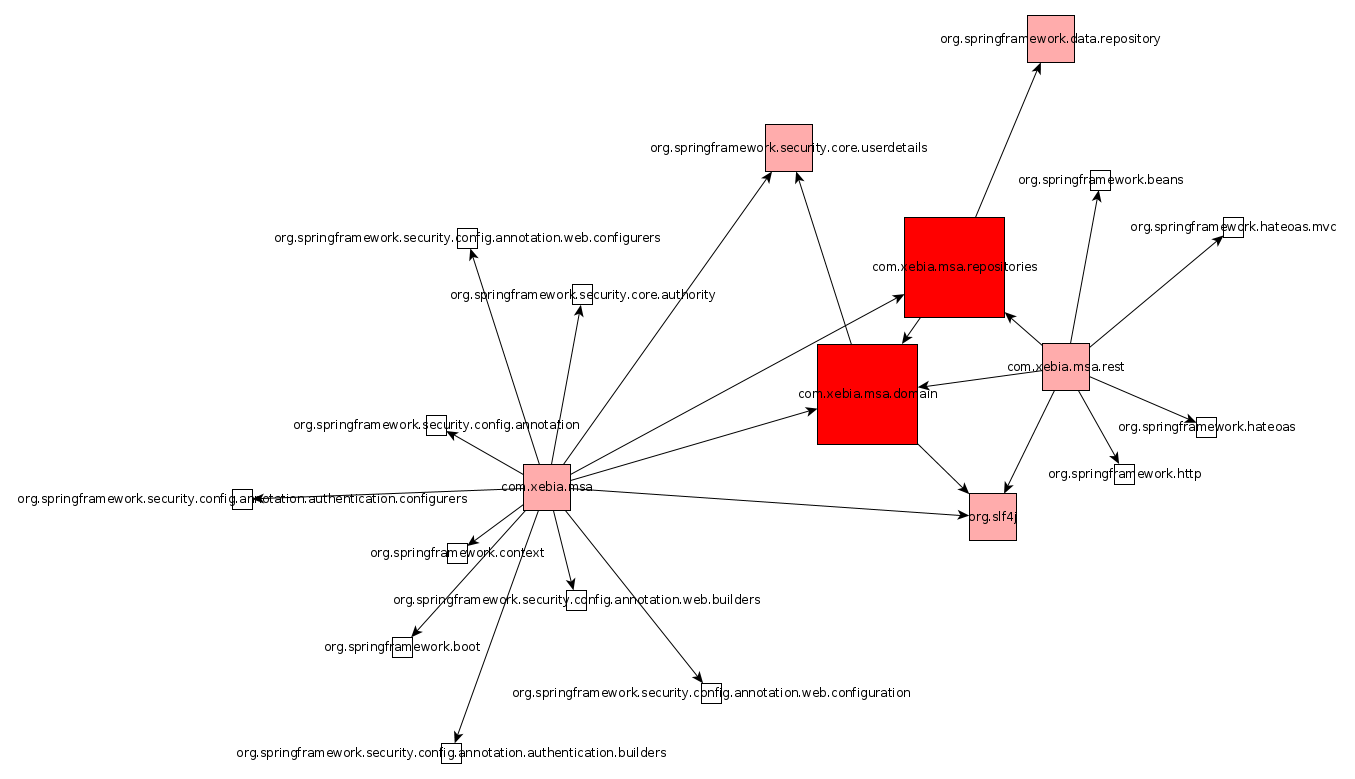 org.springframework.data.repository
org.springframework.security.core.userdetails
org.springframework.beans
org.springframework.hateoas.mvc
org.springframework.security.config.annotation.web.configurers
com.xebia.msa.repositories
org.springframework.security.core.authority
com.xebia.msa.rest
com.xebia.msa.domain
org.springframework.security.config.annotation
org.springframework.hateoas
org.springframework.http
com.xebia.msa
org.springframework.security.config.annotation.authentication.configurers
org.slf4j
org.springframework.context
org.springframework.security.config.annotation.web.builders
org.springframework.boot
org.springframework.security.config.annotation.web.configuration
org.springframework.security.config.annotation.authentication.builders